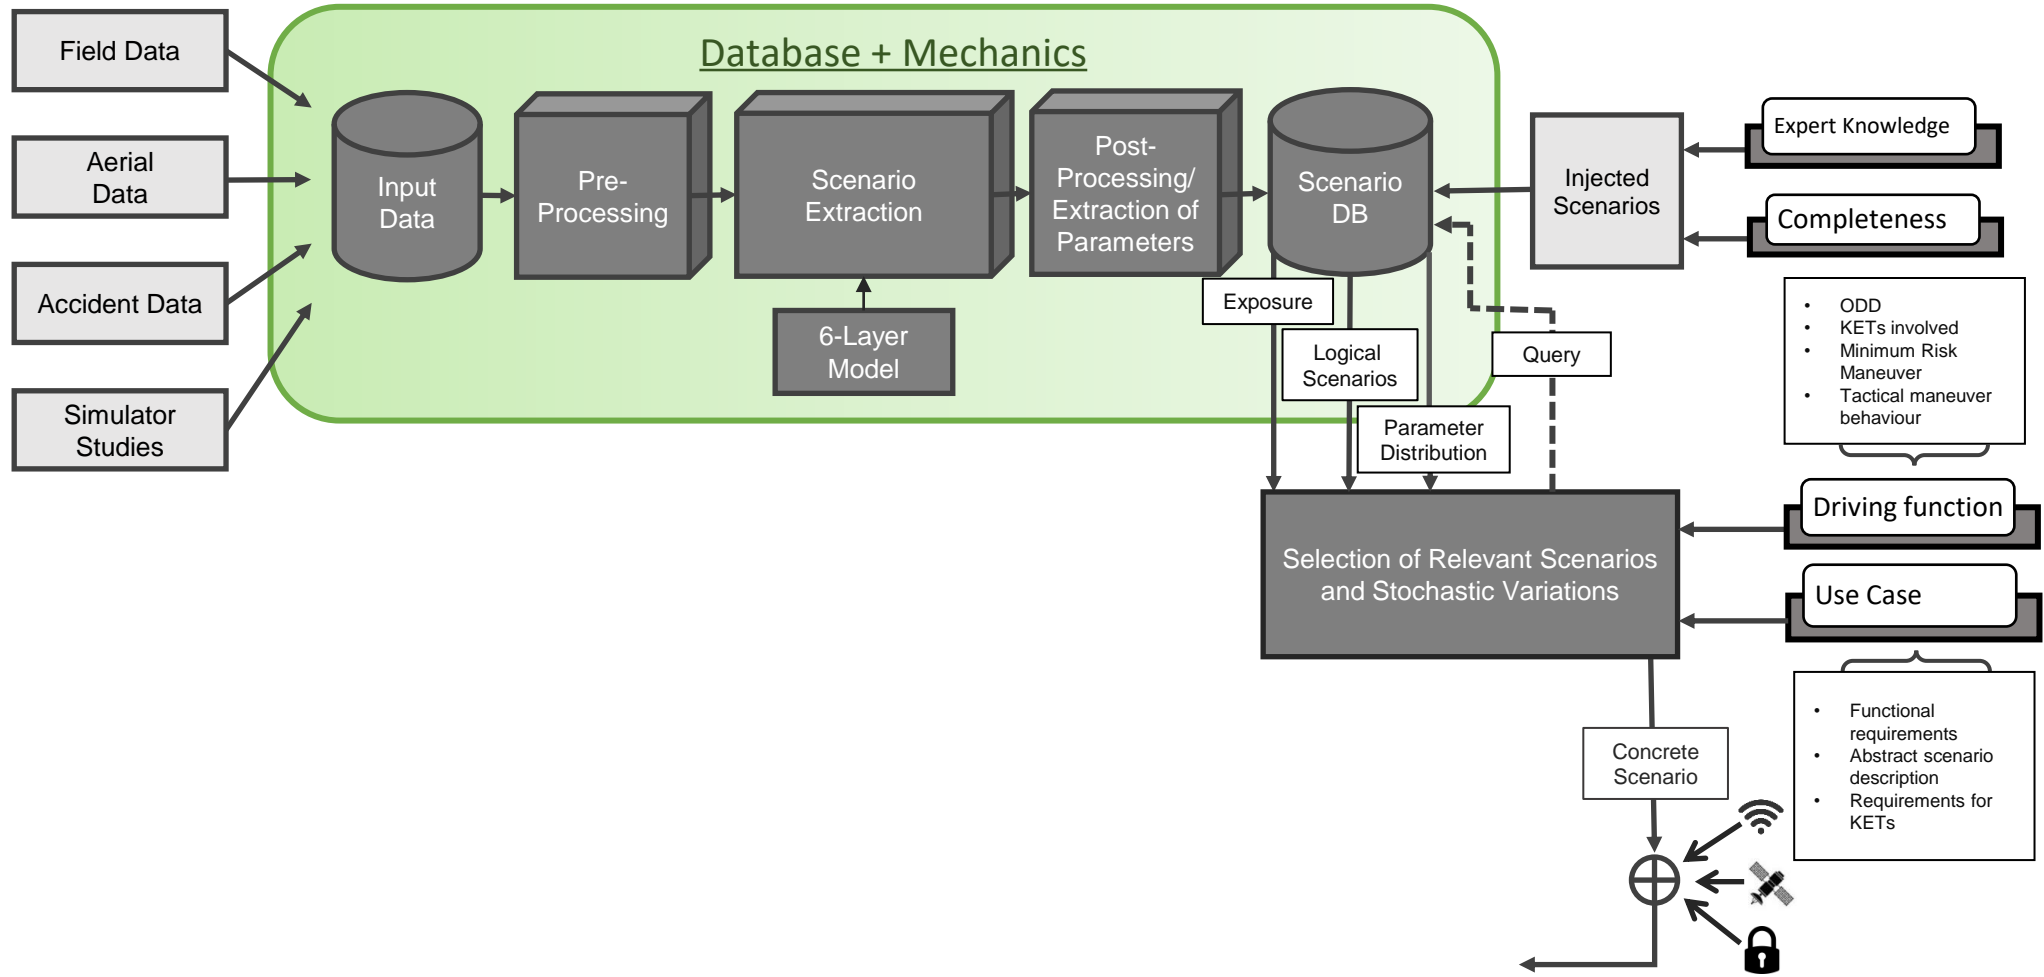 Database + Mechanics
Field Data
Aerial
Data
Accident Data
Simulator
Studies
Input
Data
Pre-
Processing
Scenario
Extraction
6-Layer
Model
Post-
Processing/
Extraction of
Parameters
Scenario
DB
Injected
Scenarios
Expert Knowledge
Completeness
Exposure
Logical
Scenarios
Parameter
Distribution
Query
• ODD
• KETs involved
• Minimum Risk
Maneuver
• Tactical maneuver
behaviour
Driving function
Use Case
Selection of Relevant Scenarios
and Stochastic Variations
• Functional
requirements
• Abstract scenario
description
• Requirements for
KETs
Concrete
Scenario